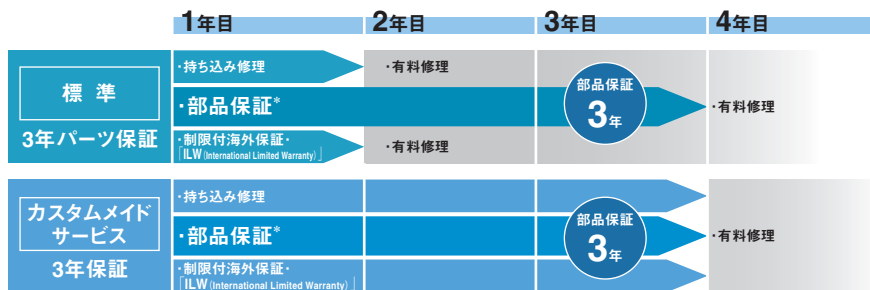 1年目 2年目 3年目 4年目
標準
3年パーツ保証
・持ち込み修理
・有料修理
・部品保証*
部品保証
3年
・有料修理
・制限付海外保証・
「ILW(International Limited Warranty)」
・有料修理
カスタムメイド
サービス
3年保証
・持ち込み修理
・部品保証*
部品保証
3年
・有料修理
・制限付海外保証・
「ILW(International Limited Warranty)」